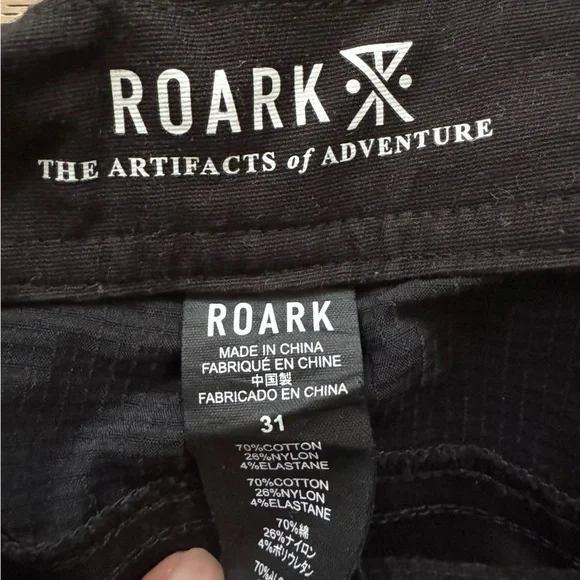 ROARK
THE ARTIFACTS of ADVENTURE
ROARK
MADE IN CHINA
FABRIQUÉ EN CHINE
中国製
FABRICADO EN CHINA
31
70%COTTON
26%NYLON
4%ELASTANE
70%COTTON
26%NYLON
4%ELASTANE
70%綿
26%ナイロン
4%ポリウレタン